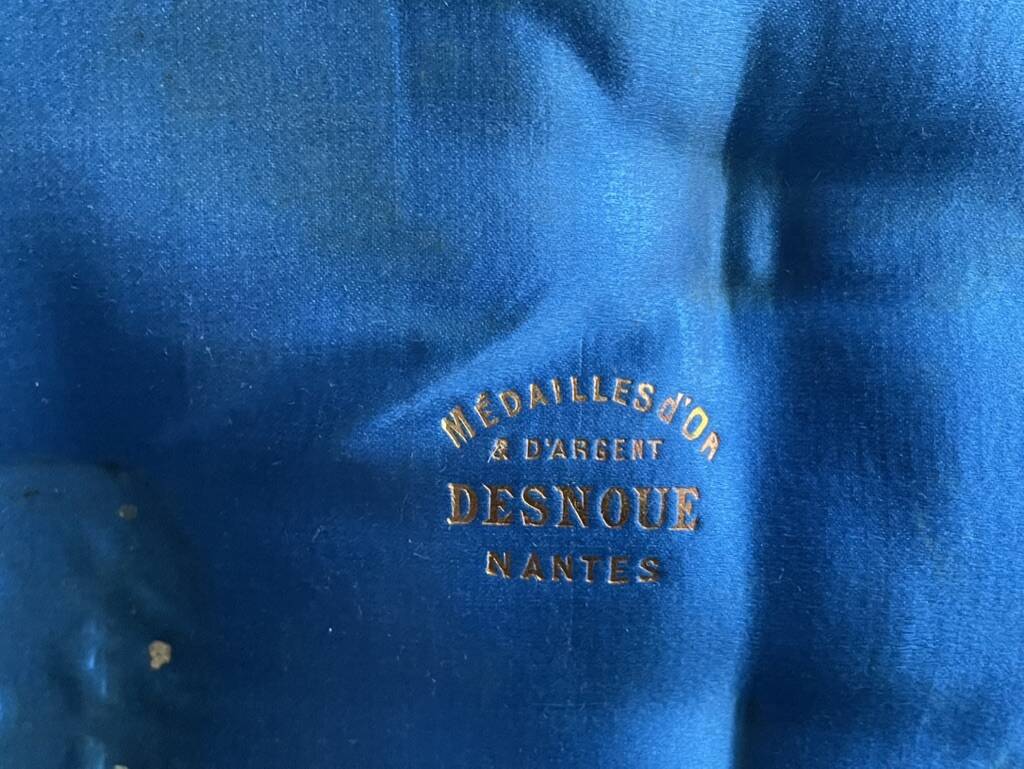 MÉDAILLES d'OR
& D'ARGENT
DESNOUE
NANTES